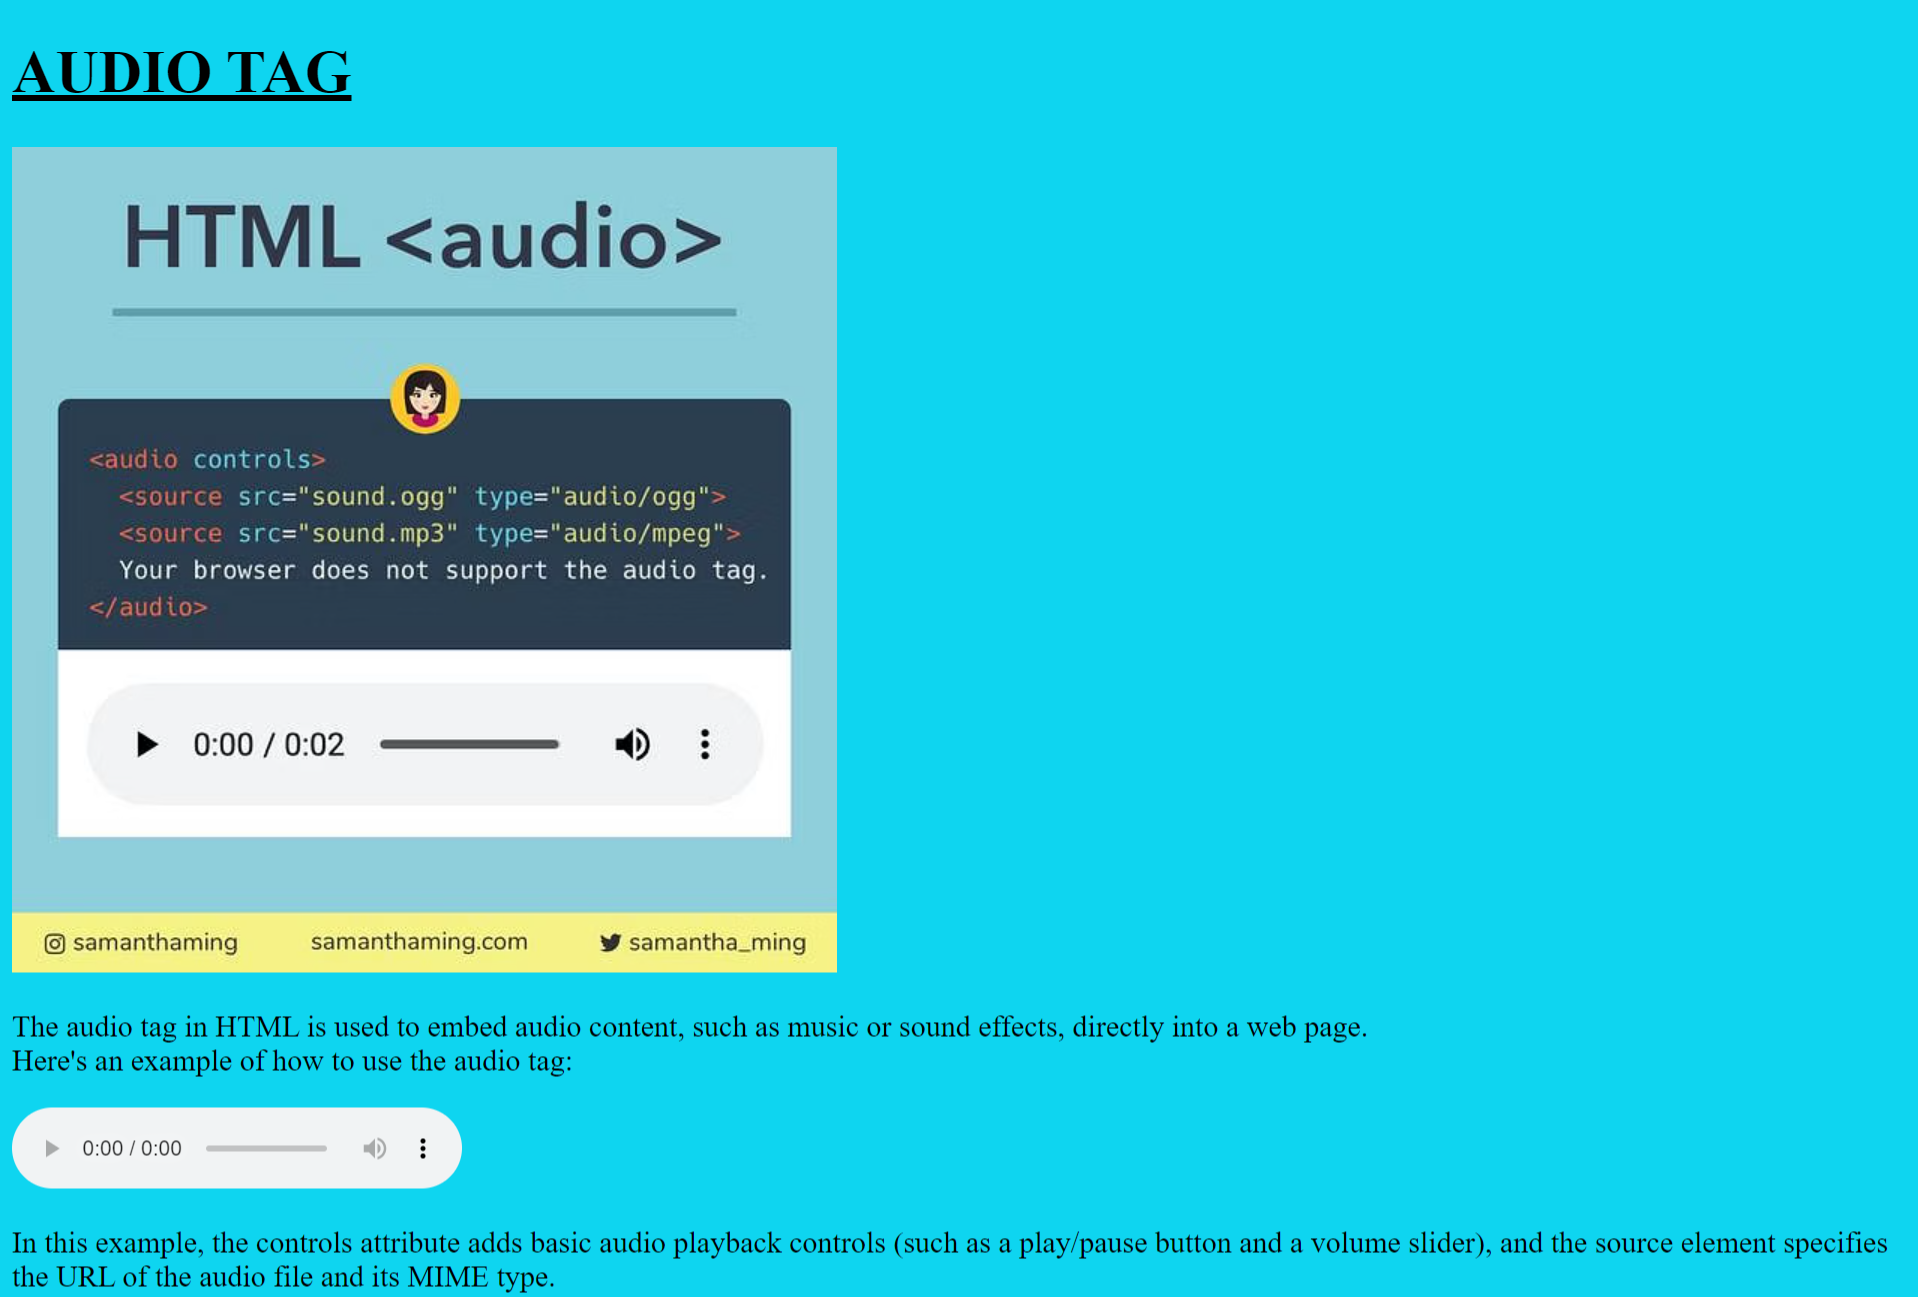 AUDIO TAG
HTML <audio>
<audio controls>
<source src="sound.ogg" type="audio/ogg">
<source src="sound.mp3" type="audio/mpeg">
Your browser does not support the audio tag.
</audio>
0:00 / 0:02
samanthaming samanthaming.com samantha_ming
The audio tag in HTML is used to embed audio content, such as music or sound effects, directly into a web page.
Here's an example of how to use the audio tag:
0:00 / 0:00
In this example, the controls attribute adds basic audio playback controls (such as a play/pause button and a volume slider), and the source element specifies
the URL of the audio file and its MIME type.